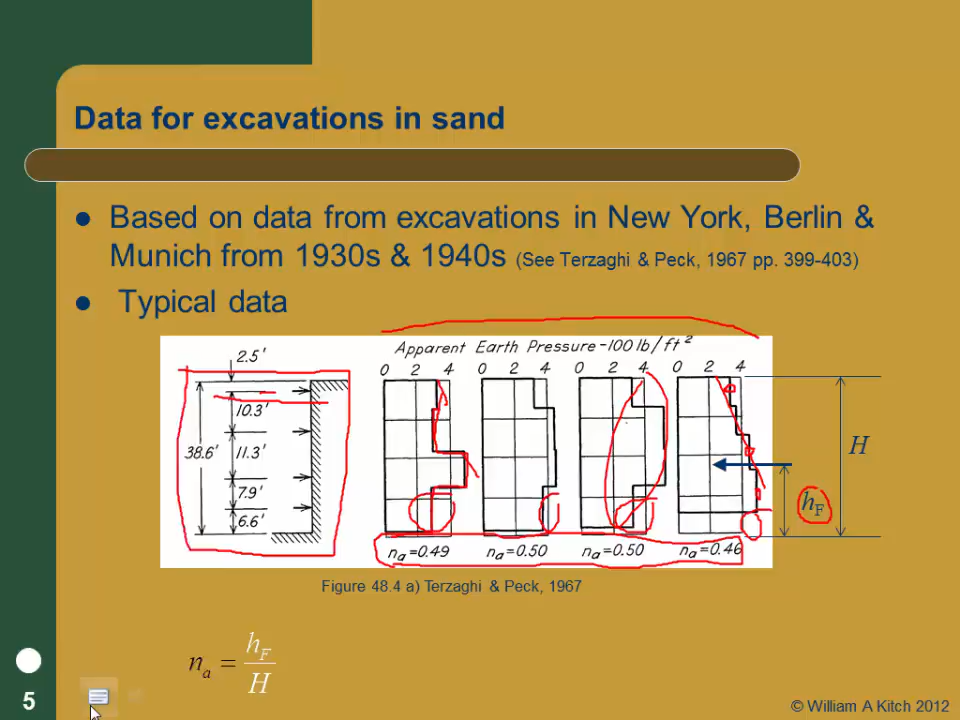 Data for excavations in sand
Based on data from excavations in New York, Berlin &
Munich from 1930s & 1940s (See Terzaghi & Peck, 1967 pp. 399-403)
Typical data
Apparent Earth Pressure-100 lb/ft²
0 2 4 0 2 4 0 2 4 0 2 4
2.5'
10.3'
38.6' 11.3'
7.9'
6.6'
H
hF
na=0.49 na=0.50 na=0.50 na=0.46
Figure 48.4 a) Terzaghi & Peck, 1967
na = hF / H
5
© William A Kitch 2012